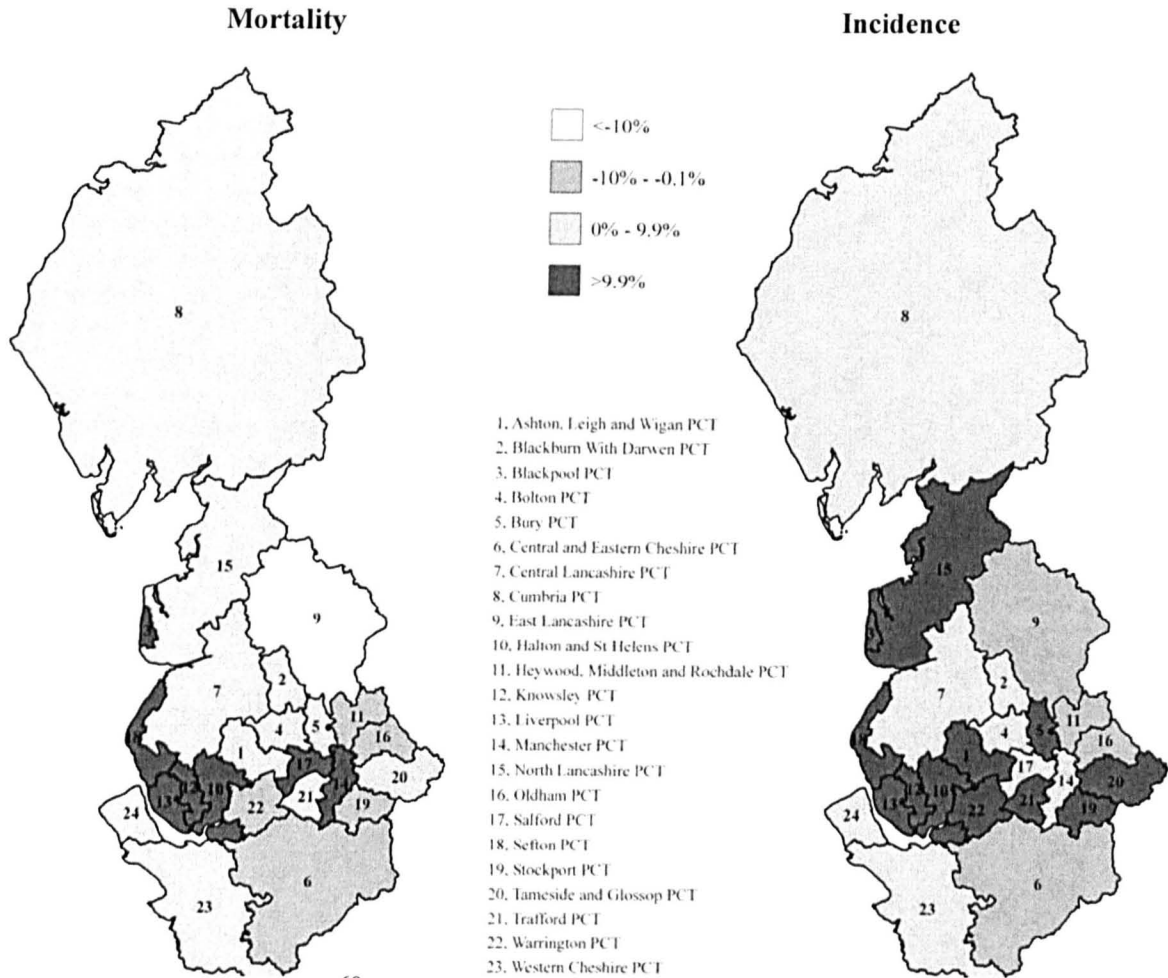 Mortality
Incidence
<-10%
-10% - -0.1%
0% - 9.9%
>9.9%
1, Ashton, Leigh and Wigan PCT
2, Blackburn With Darwen PCT
3, Blackpool PCT
4, Bolton PCT
5, Bury PCT
6, Central and Eastern Cheshire PCT
7, Central Lancashire PCT
8, Cumbria PCT
9, East Lancashire PCT
10, Halton and St Helens PCT
11, Heywood, Middleton and Rochdale PCT
12, Knowsley PCT
13, Liverpool PCT
14, Manchester PCT
15, North Lancashire PCT
16, Oldham PCT
17, Salford PCT
18, Sefton PCT
19, Stockport PCT
20, Tameside and Glossop PCT
21, Trafford PCT
22, Warrington PCT
23, Western Cheshire PCT
8
15
9
2
7
11
5
4
16
1
17
20
18
12
10
14
13
21
22
19
24
6
23
8
15
3
9
2
7
11
5
4
16
1
18
17
20
12
10
14
13
21
22
19
24
6
23